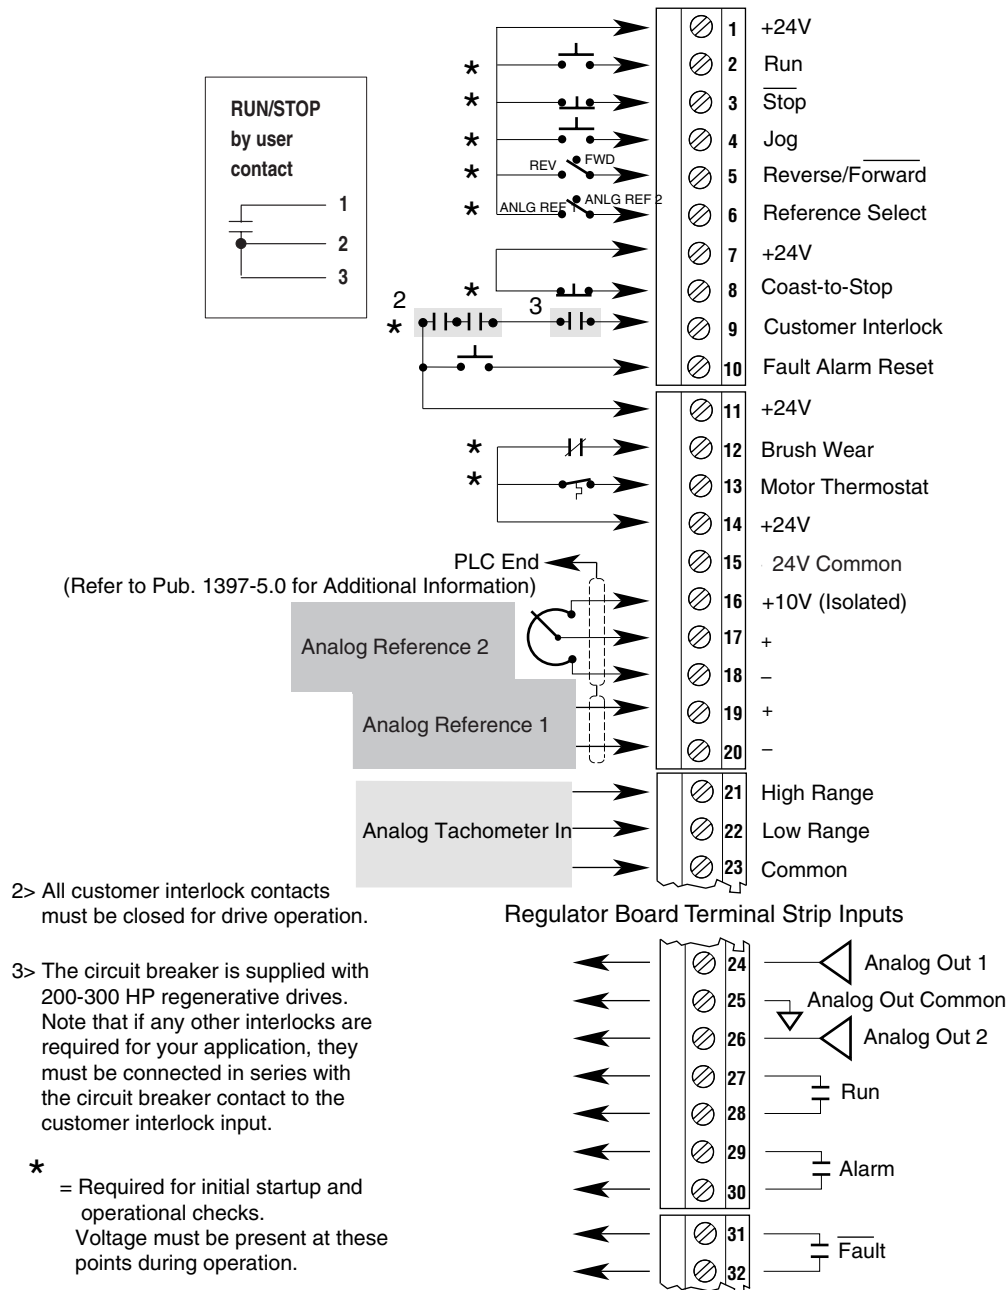 RUN/STOP
by user
contact
1
2
3
1 +24V
* 2 Run
* 3 Stop
* 4 Jog
* REV FWD 5 Reverse/Forward
* ANLG REF 1 ANLG REF 2 6 Reference Select
7 +24V
* 8 Coast-to-Stop
2 * 3 9 Customer Interlock
10 Fault Alarm Reset
11 +24V
* 12 Brush Wear
* 13 Motor Thermostat
14 +24V
PLC End 15 24V Common
(Refer to Pub. 1397-5.0 for Additional Information)
16 +10V (Isolated)
Analog Reference 2
17 +
18 –
Analog Reference 1
19 +
20 –
21 High Range
Analog Tachometer In 22 Low Range
23 Common
2> All customer interlock contacts
must be closed for drive operation.
3> The circuit breaker is supplied with
200-300 HP regenerative drives.
Note that if any other interlocks are
required for your application, they
must be connected in series with
the circuit breaker contact to the
customer interlock input.
*
= Required for initial startup and
operational checks.
Voltage must be present at these
points during operation.
Regulator Board Terminal Strip Inputs
24 Analog Out 1
25 Analog Out Common
26 Analog Out 2
27
Run
28
29
Alarm
30
31
Fault
32